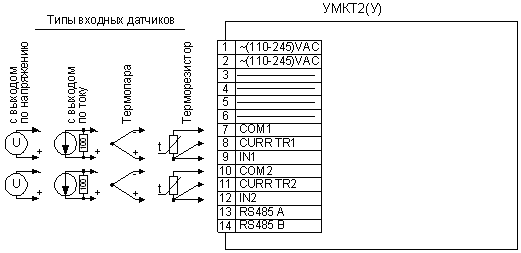 УМКТ2(У)
Типы входных датчиков
с выходом
по напряжению
с выходом
по току
Термопара
Терморезистор
1 ~(110-245)VAC
2 ~(110-245)VAC
3
4
5
6
7 COM1
8 CURR TR1
9 IN1
10 COM2
11 CURR TR2
12 IN2
13 RS485 A
14 RS485 B
U + 100 + + t
U + 100 + + t